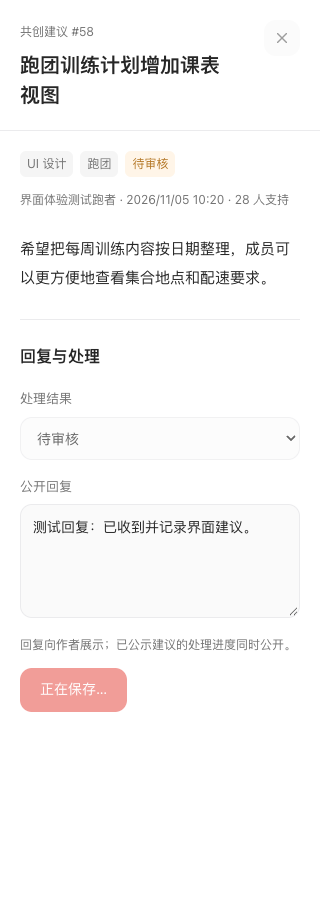 共创建议 #58
跑团训练计划增加课表
视图
UI 设计 跑团 待审核
界面体验测试跑者 · 2026/11/05 10:20 · 28 人支持
希望把每周训练内容按日期整理，成员可
以更方便地查看集合地点和配速要求。
回复与处理
处理结果
待审核
公开回复
测试回复：已收到并记录界面建议。
回复向作者展示；已公示建议的处理进度同时公开。
正在保存...